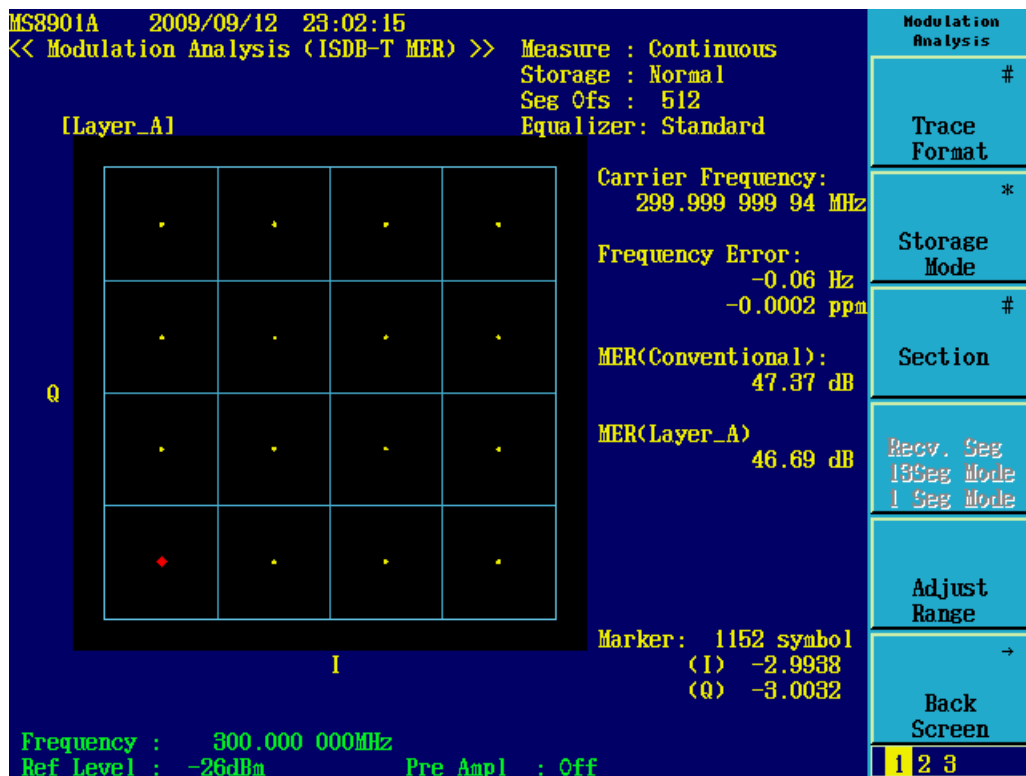 MS8901A 2009/09/12 23:02:15
<< Modulation Analysis (ISDB-T MER) >>
Measure : Continuous
Storage : Normal
Seg Ofs : 512
Equalizer: Standard
[Layer_A]
Q
I
Carrier Frequency:
299.999 999 94 MHz
Frequency Error:
-0.06 Hz
-0.0002 ppm
MER(Conventional):
47.37 dB
MER(Layer_A)
46.69 dB
Marker: 1152 symbol
(I) -2.9938
(Q) -3.0032
Frequency : 300.000 000MHz
Ref Level : -26dBm Pre Ampl : Off
Modulation
Analysis
#
Trace
Format
*
Storage
Mode
#
Section
Recv. Seg
13Seg Mode
1 Seg Mode
Adjust
Range
→
Back
Screen
1 2 3